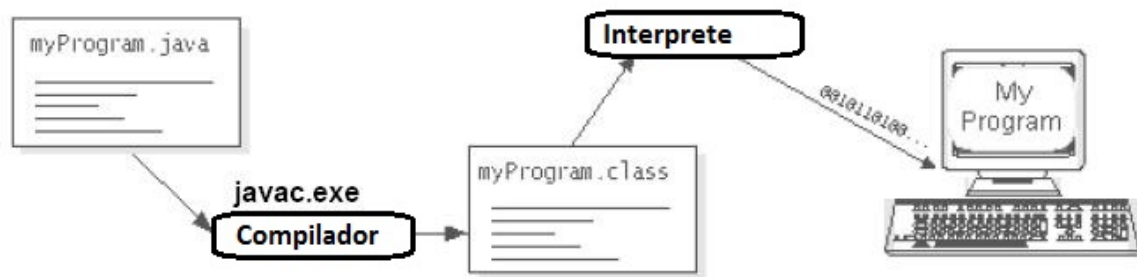 myProgram.java
javac.exe
Compilador
myProgram.class
Interprete
0010110100...
My
Program